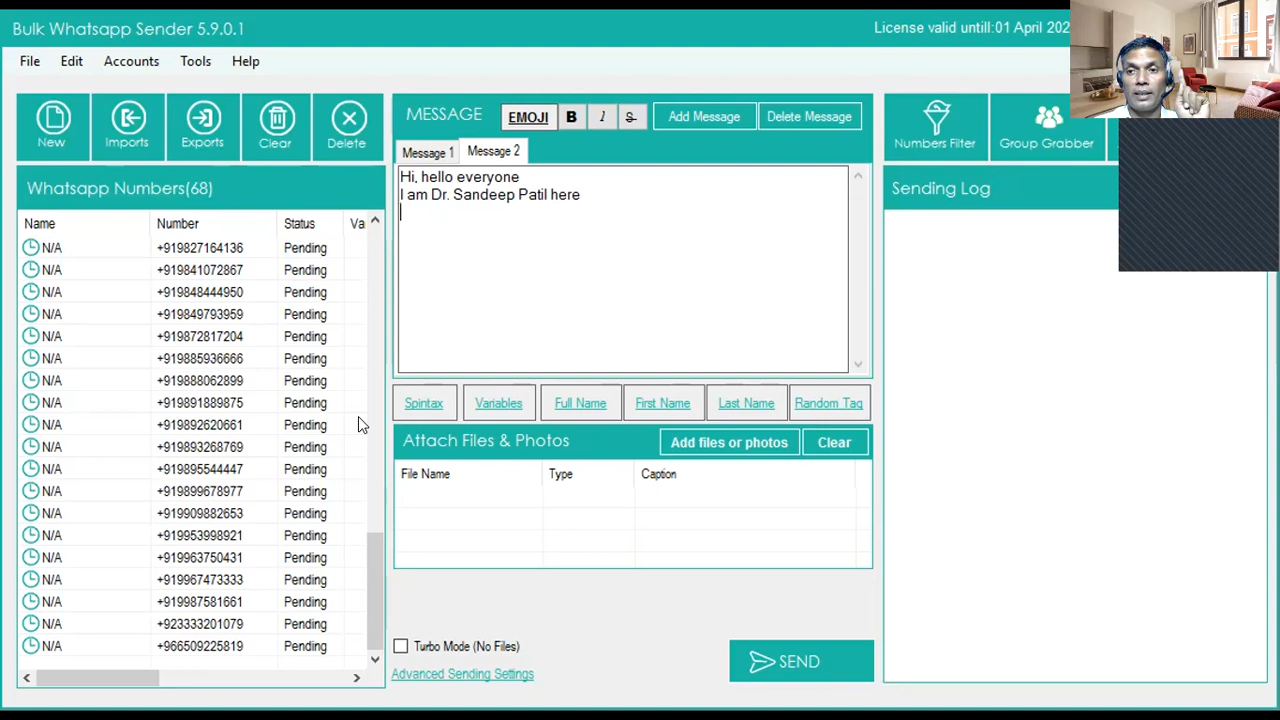 Bulk Whatsapp Sender 5.9.0.1
License valid untill:01 April 202
File Edit Accounts Tools Help
New Imports Exports Clear Delete
MESSAGE EMOJI B I S Add Message Delete Message
Numbers Filter Group Grabber
Message 1 Message 2
Whatsapp Numbers(68)
Sending Log
Hi, hello everyone
I am Dr. Sandeep Patil here
Name Number Status Va
N/A +919827164136 Pending
N/A +919841072867 Pending
N/A +919848444950 Pending
N/A +919849793959 Pending
N/A +919872817204 Pending
N/A +919885936666 Pending
N/A +919888062899 Pending
N/A +919891889875 Pending
N/A +919892620661 Pending
N/A +919893268769 Pending
N/A +919895544447 Pending
N/A +919899678977 Pending
N/A +919909882653 Pending
N/A +919953998921 Pending
N/A +919963750431 Pending
N/A +919967473333 Pending
N/A +919987581661 Pending
N/A +923333201079 Pending
N/A +966509225819 Pending
Spintax Variables Full Name First Name Last Name Random Tag
Attach Files & Photos Add files or photos Clear
File Name Type Caption
Turbo Mode (No Files)
Advanced Sending Settings
SEND